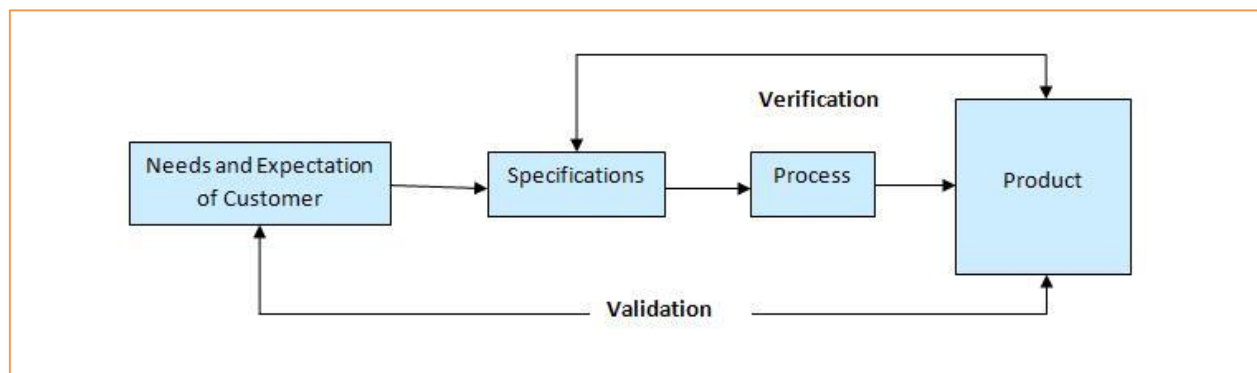 Verification
Needs and Expectation
of Customer
Specifications
Process
Product
Validation